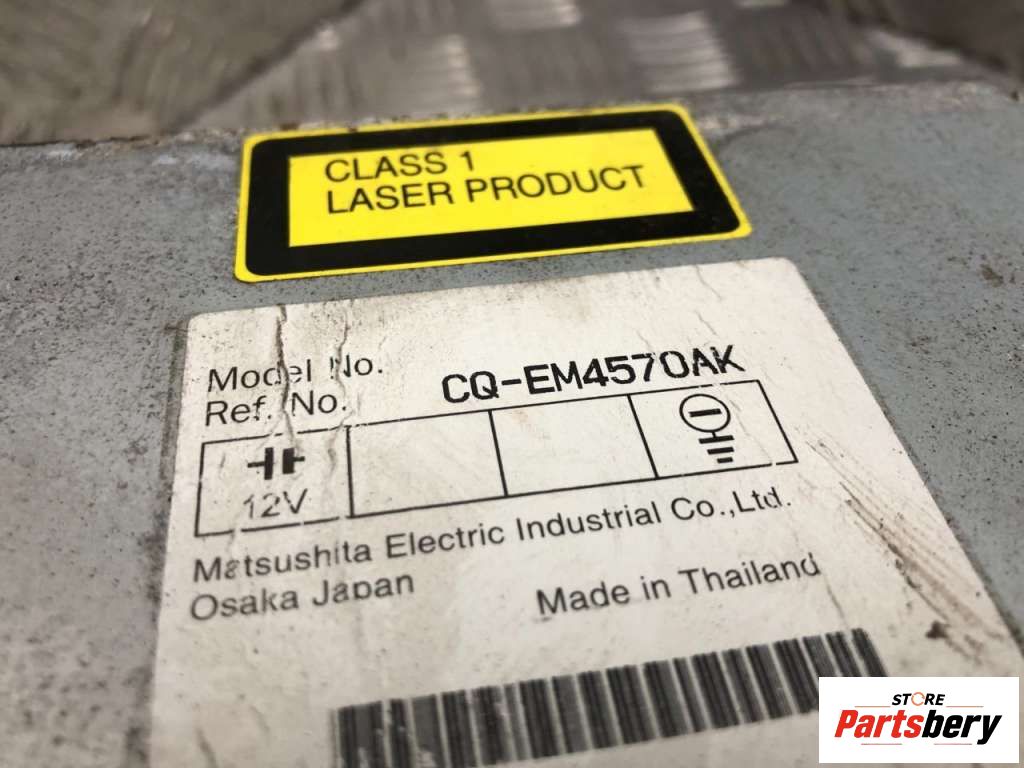 CLASS 1
LASER PRODUCT
Model No.
Ref. No.
CQ-EM4570AK
12V
Matsushita Electric Industrial Co.,Ltd.
Osaka Japan
Made in Thailand
STORE
Partsbery